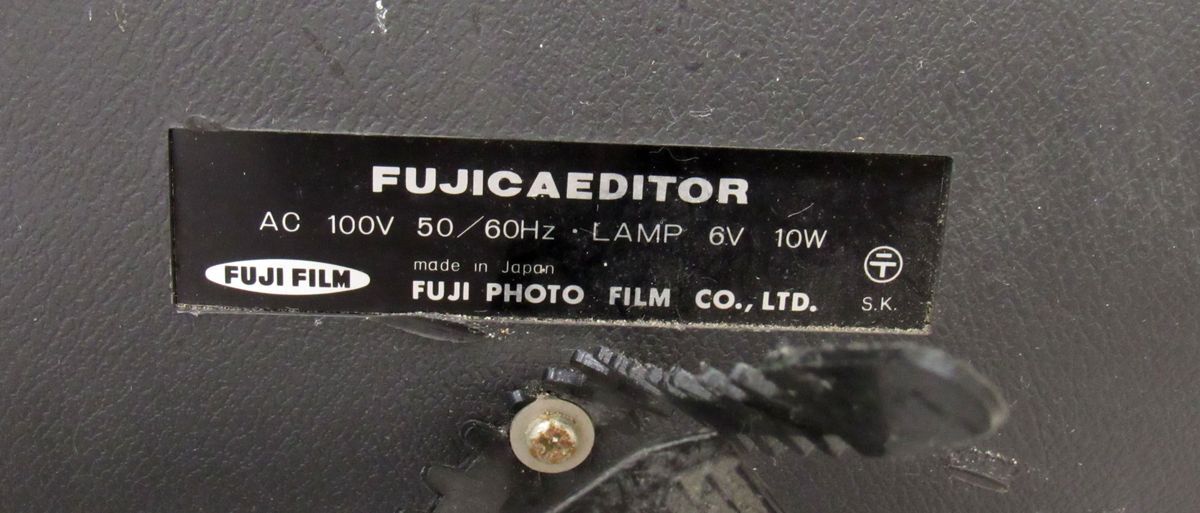 FUJICAEDITOR
AC 100V 50/60Hz · LAMP 6V 10W
FUJI FILM
made in Japan
FUJI PHOTO FILM CO., LTD.
〒
S.K.